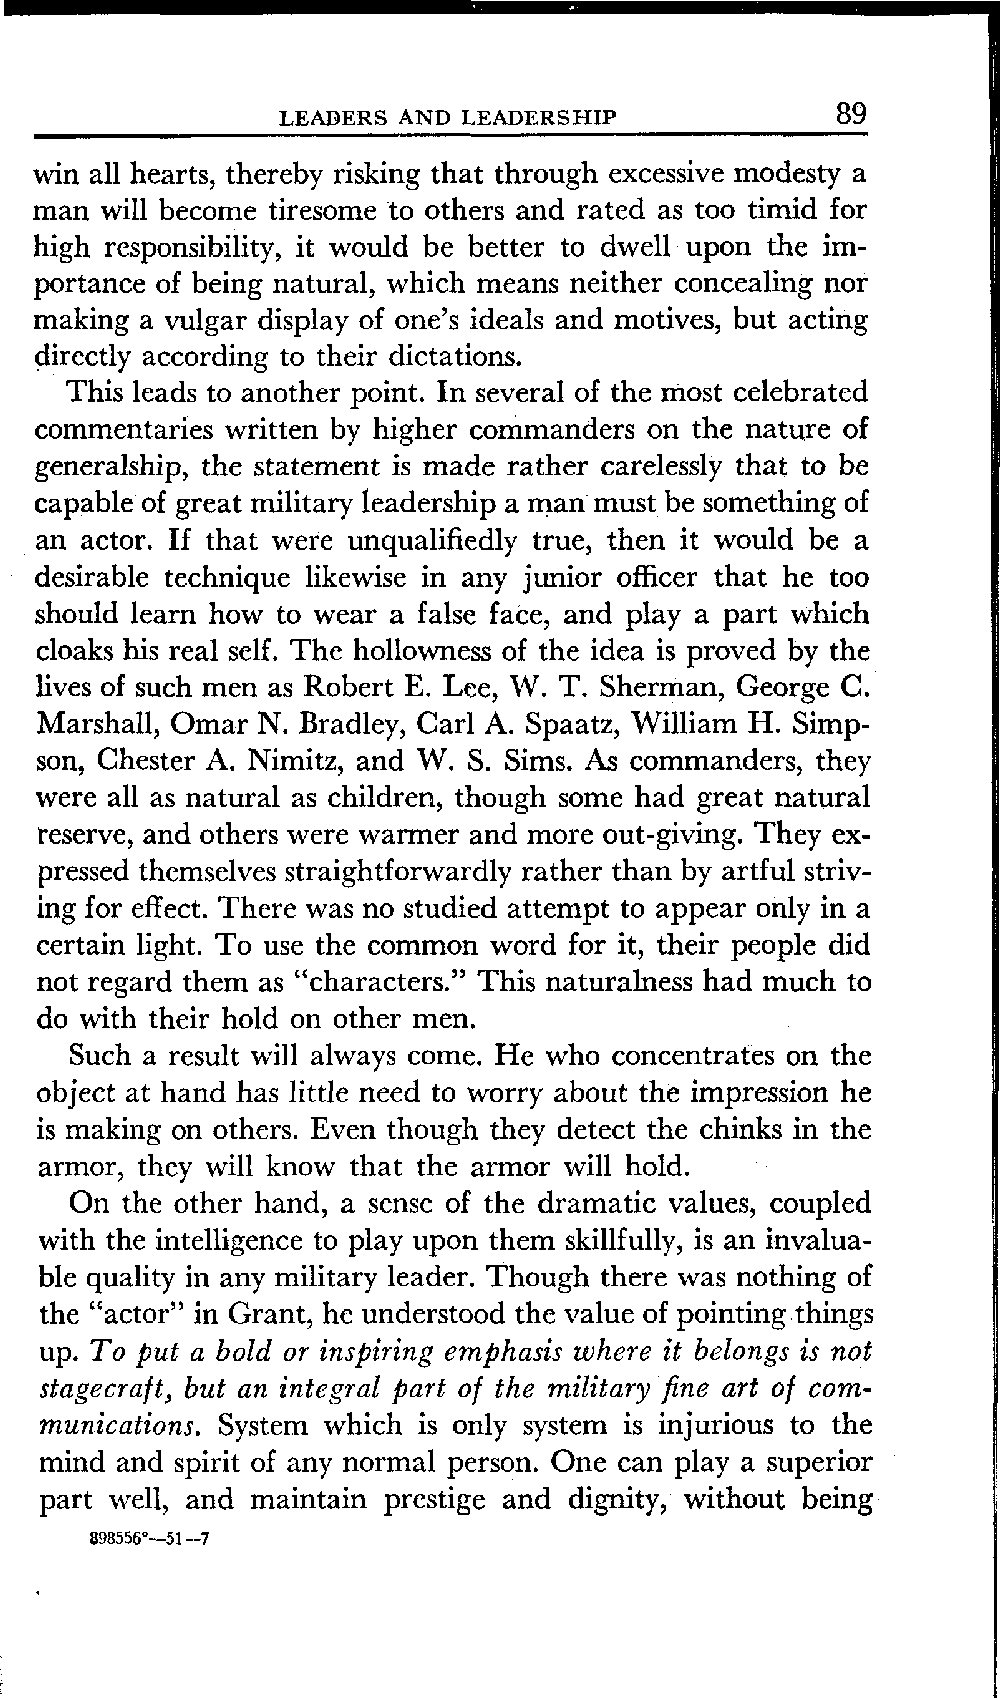 LEADERS AND LEADERSHIP 89
win all hearts, thereby risking that through excessive modesty a
man will become tiresome to others and rated as too timid for
high responsibility, it would be better to dwell upon the im-
portance of being natural, which means neither concealing nor
making a vulgar display of one's ideals and motives, but acting
directly according to their dictations.
This leads to another point. In several of the most celebrated
commentaries written by higher commanders on the nature of
generalship, the statement is made rather carelessly that to be
capable of great military leadership a man must be something of
an actor. If that were unqualifiedly true, then it would be a
desirable technique likewise in any junior officer that he too
should learn how to wear a false face, and play a part which
cloaks his real self. The hollowness of the idea is proved by the
lives of such men as Robert E. Lee, W. T. Sherman, George C.
Marshall, Omar N. Bradley, Carl A. Spaatz, William H. Simp-
son, Chester A. Nimitz, and W. S. Sims. As commanders, they
were all as natural as children, though some had great natural
reserve, and others were warmer and more out-giving. They ex-
pressed themselves straightforwardly rather than by artful striv-
ing for effect. There was no studied attempt to appear only in a
certain light. To use the common word for it, their people did
not regard them as "characters." This naturalness had much to
do with their hold on other men.
Such a result will always come. He who concentrates on the
object at hand has little need to worry about the impression he
is making on others. Even though they detect the chinks in the
armor, they will know that the armor will hold.
On the other hand, a sense of the dramatic values, coupled
with the intelligence to play upon them skillfully, is an invalua-
ble quality in any military leader. Though there was nothing of
the "actor" in Grant, he understood the value of pointing things
up. To put a bold or inspiring emphasis where it belongs is not
stagecraft, but an integral part of the military fine art of com-
munications. System which is only system is injurious to the
mind and spirit of any normal person. One can play a superior
part well, and maintain prestige and dignity, without being
898556°—51—7